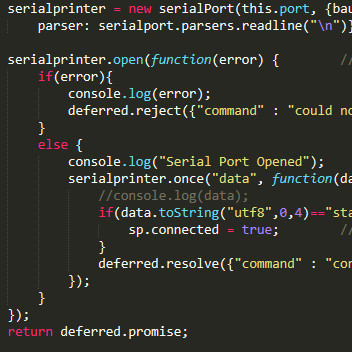 serialprinter = new serialPort(this.port, {bau
parser: serialport.parsers.readline("\n")}
serialprinter.open(function(error) { //
if(error){
console.log(error);
deferred.reject({"command" : "could no
}
else {
console.log("Serial Port Opened");
serialprinter.once("data", function(da
//console.log(data);
if(data.toString("utf8",0,4)=="sta
sp.connected = true; //
}
deferred.resolve({"command" : "con
});
}
});
return deferred.promise;